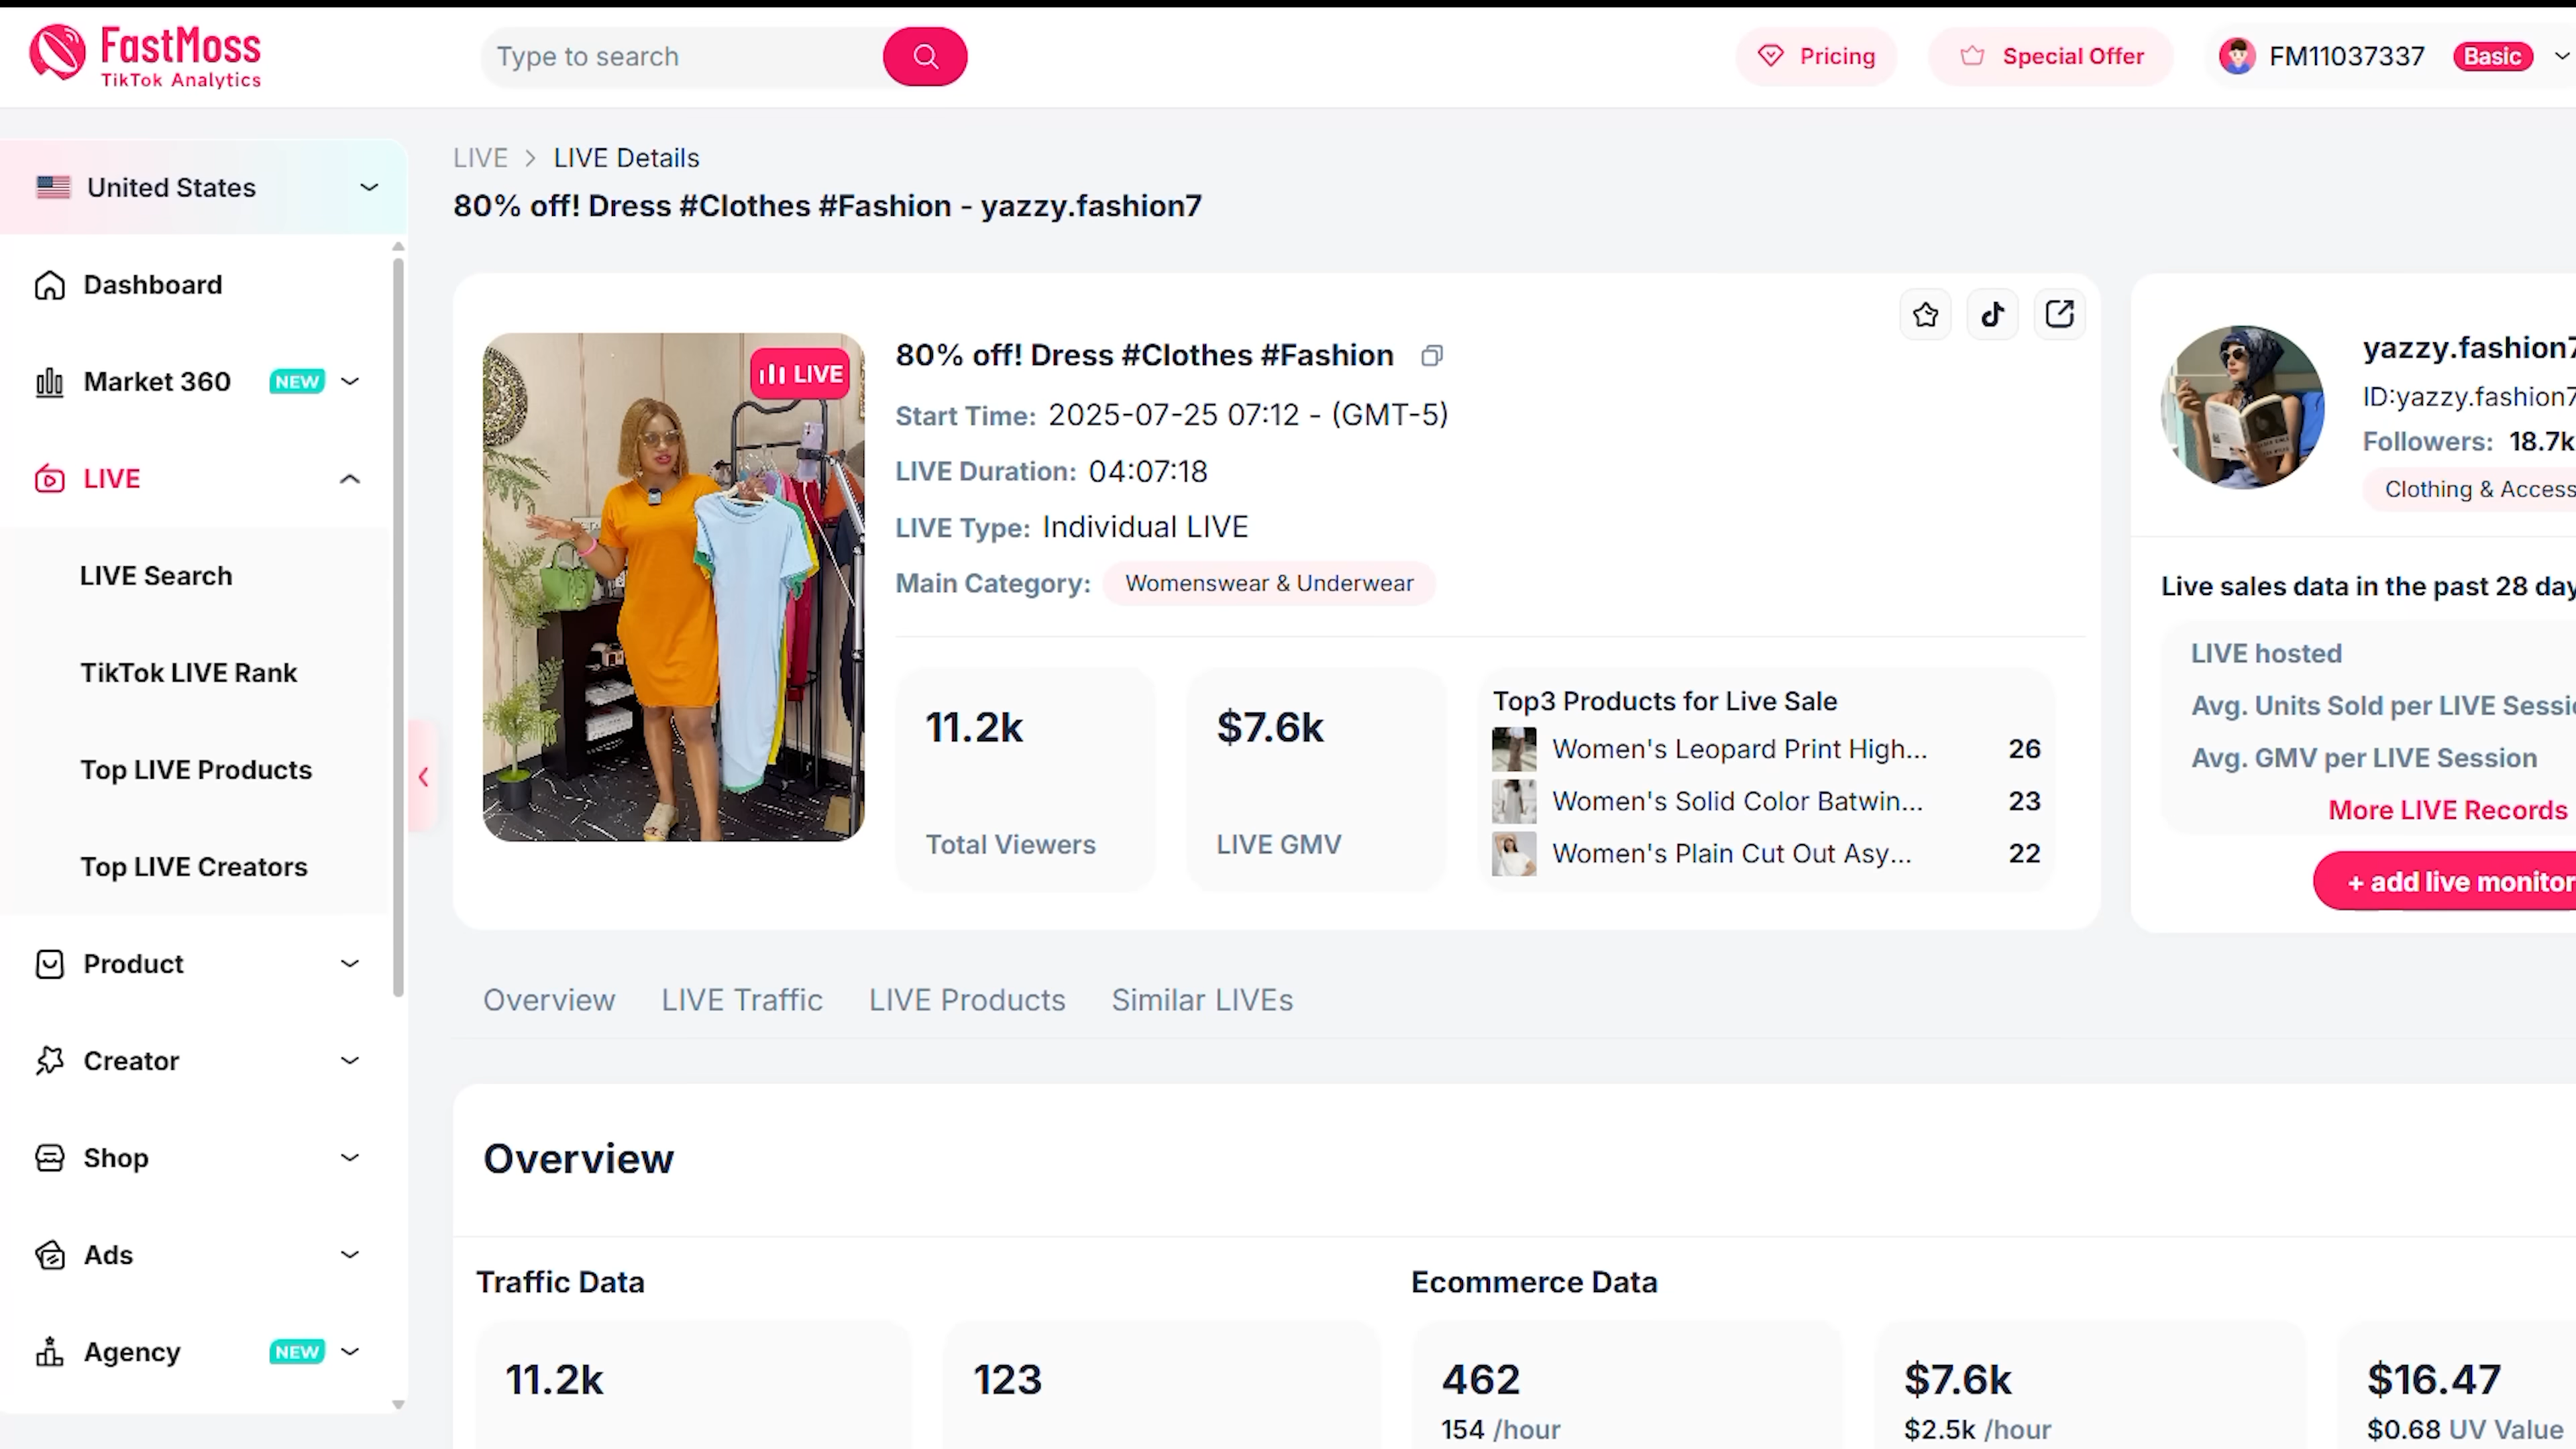 FastMoss
TikTok Analytics
Type to search
Pricing
Special Offer
FM11037337
Basic
United States
Dashboard
Market 360 NEW
LIVE
LIVE Search
TikTok LIVE Rank
Top LIVE Products
Top LIVE Creators
Product
Creator
Shop
Ads
Agency NEW
LIVE > LIVE Details
80% off! Dress #Clothes #Fashion - yazzy.fashion7
LIVE
80% off! Dress #Clothes #Fashion
Start Time: 2025-07-25 07:12 - (GMT-5)
LIVE Duration: 04:07:18
LIVE Type: Individual LIVE
Main Category: Womenswear & Underwear
11.2k
Total Viewers
$7.6k
LIVE GMV
Top3 Products for Live Sale
Women's Leopard Print High... 26
Women's Solid Color Batwin... 23
Women's Plain Cut Out Asy... 22
yazzy.fashion7
ID:yazzy.fashion7
Followers: 18.7k
Clothing & Access
Live sales data in the past 28 day
LIVE hosted
Avg. Units Sold per LIVE Sessi
Avg. GMV per LIVE Session
More LIVE Records
+ add live monitor
Overview LIVE Traffic LIVE Products Similar LIVEs
Overview
Traffic Data
11.2k
123
Ecommerce Data
462
154 /hour
$7.6k
$2.5k /hour
$16.47
$0.68 UV Value